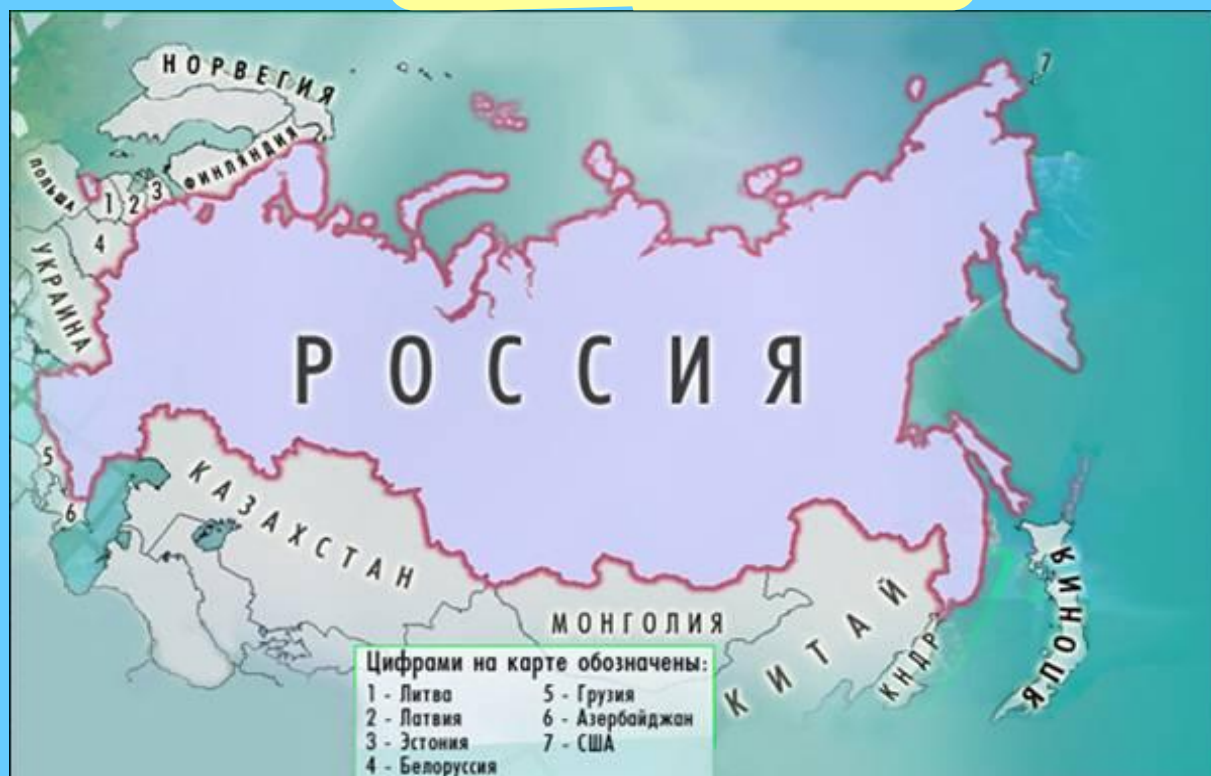 НОРВЕГИЯ
7
ФИНЛЯНДИЯ
ПОЛЬША
1
2
3
4
УКРАИНА
РОССИЯ
5
6
КАЗАХСТАН
МОНГОЛИЯ
КИТАЙ
КНДР
ЯПОНИЯ
Цифрами на карте обозначены:
1 - Литва
2 - Латвия
3 - Эстония
4 - Белоруссия
5 - Грузия
6 - Азербайджан
7 - США